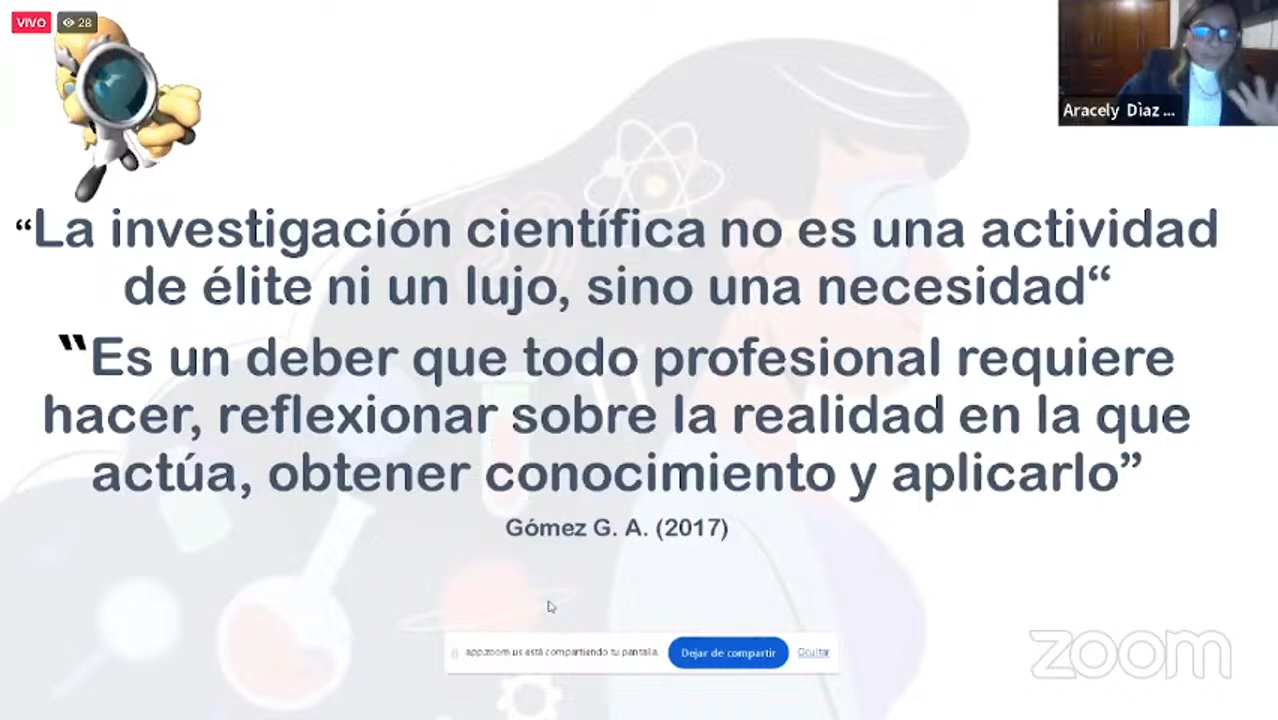 VIVO 28
Aracely Dìaz ...
“La investigación científica no es una actividad
de élite ni un lujo, sino una necesidad“
‟Es un deber que todo profesional requiere
hacer, reflexionar sobre la realidad en la que
actúa, obtener conocimiento y aplicarlo”
Gómez G. A. (2017)
app.zoom.us está compartiendo tu pantalla. Dejar de compartir Ocultar
zoom